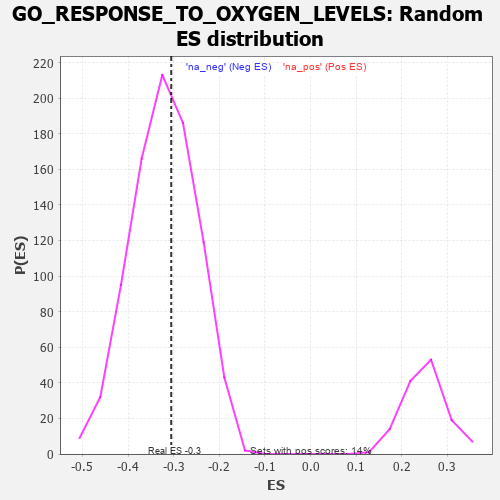 GO_RESPONSE_TO_OXYGEN_LEVELS: Random
ES distribution
'na_neg' (Neg ES) 'na_pos' (Pos ES)
220
200
180
160
140
120
100
80
60
40
20
0
P(ES)
Real ES -0.3
Sets with pos scores: 14%
-0.5 -0.4 -0.3 -0.2 -0.1 0.0 0.1 0.2 0.3
ES